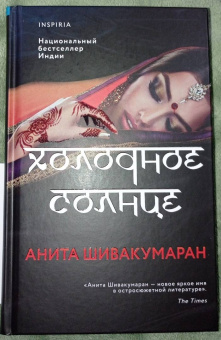 INSPIRIA
Национальный
бестселлер
Индии
ХОЛОДНОЕ
СОЛНЦЕ
АНИТА ШИВАКУМАРАН
«Анита Шивакумаран — новое яркое имя
в остросюжетной литературе».
The Times